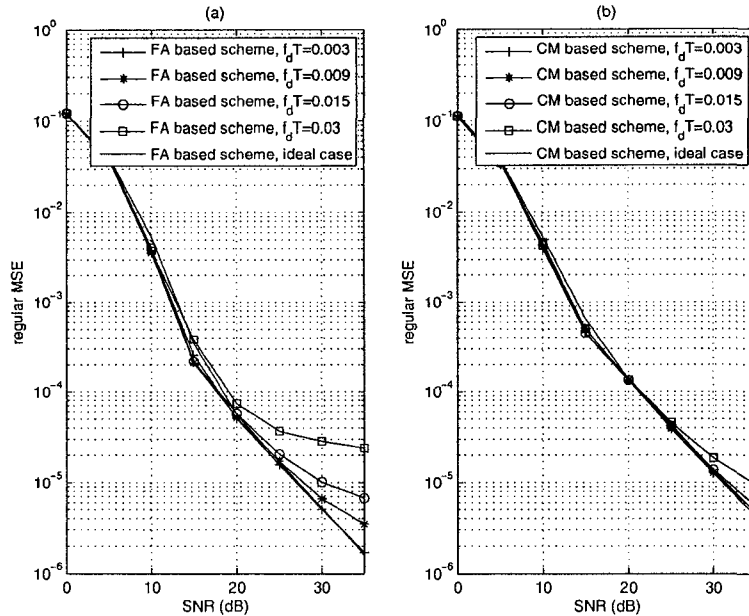 (a)
10^0
FA based scheme, f_dT=0.003
FA based scheme, f_dT=0.009
FA based scheme, f_dT=0.015
FA based scheme, f_dT=0.03
FA based scheme, ideal case
10^-1
10^-2
10^-3
10^-4
10^-5
10^-6
regular MSE
0
10
20
30
SNR (dB)
(b)
10^0
CM based scheme, f_dT=0.003
CM based scheme, f_dT=0.009
CM based scheme, f_dT=0.015
CM based scheme, f_dT=0.03
CM based scheme, ideal case
10^-1
10^-2
10^-3
10^-4
10^-5
10^-6
regular MSE
0
10
20
30
SNR (dB)